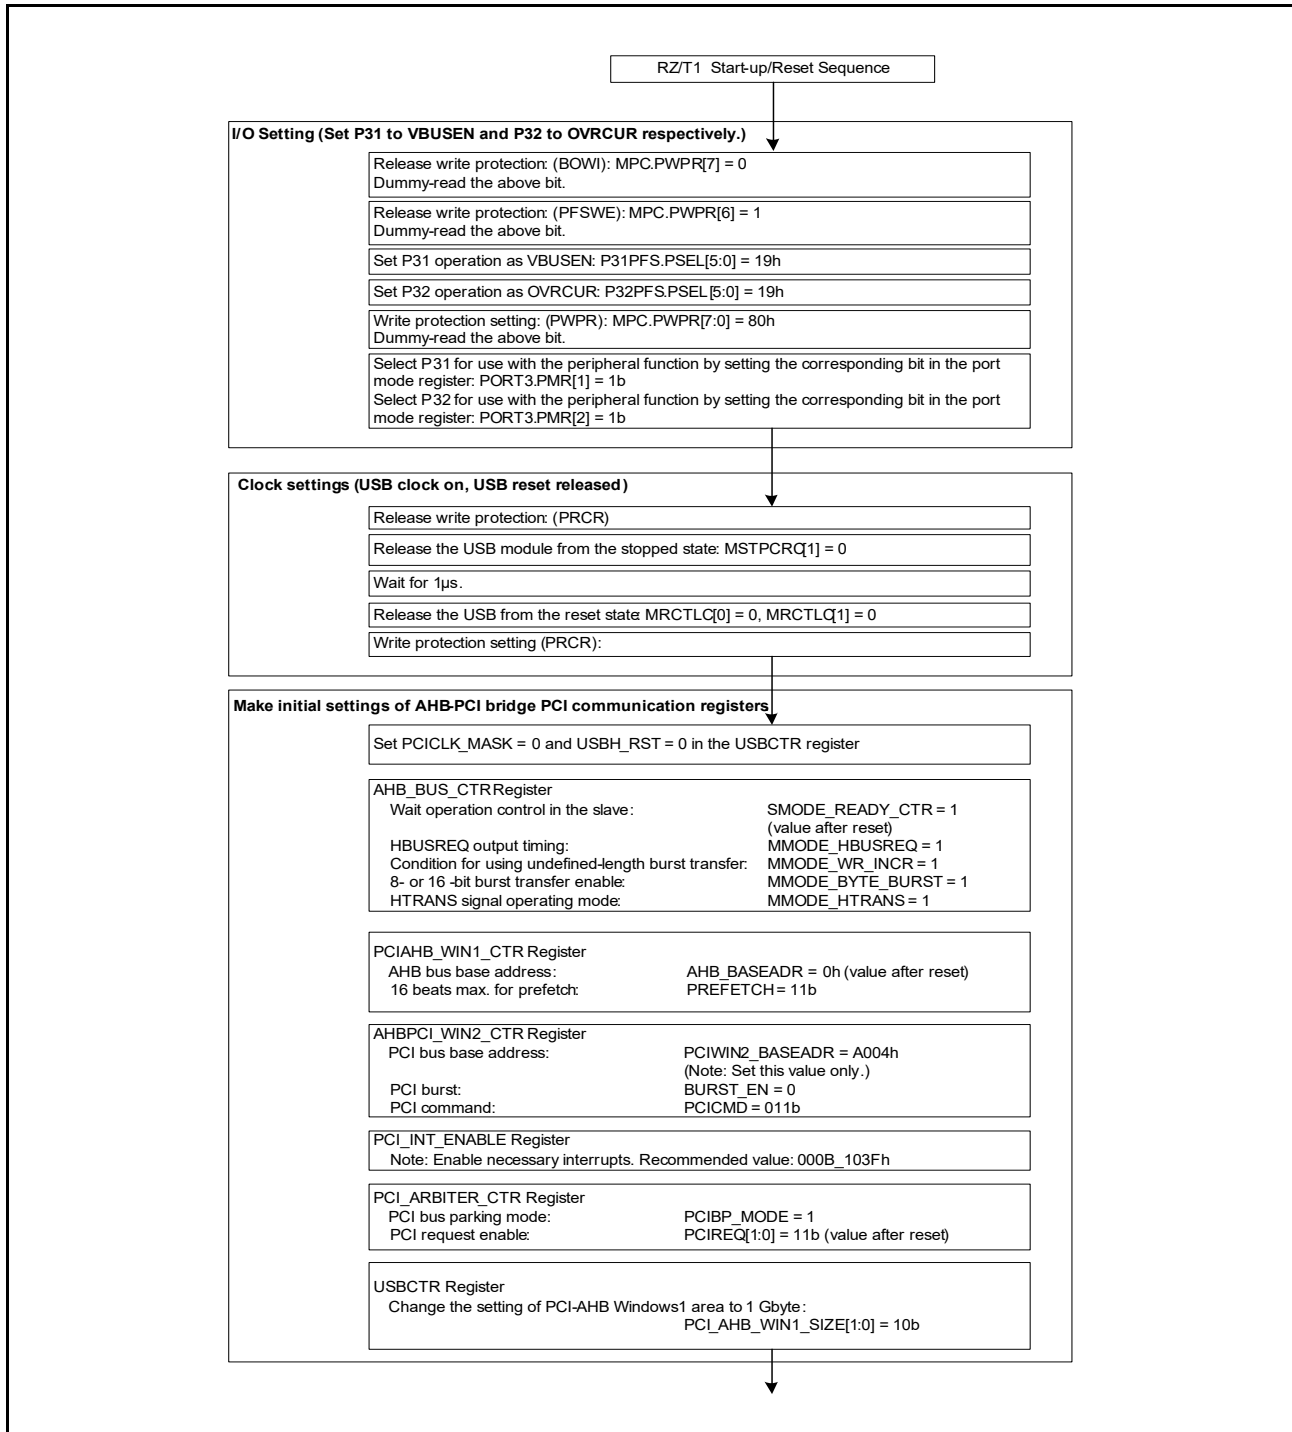 RZ/T1 Start-up/Reset Sequence
I/O Setting (Set P31 to VBUSEN and P32 to OVRCUR respectively.)
Release write protection: (BOWI): MPC.PWPR[7] = 0
Dummy-read the above bit.
Release write protection: (PFSWE): MPC.PWPR[6] = 1
Dummy-read the above bit.
Set P31 operation as VBUSEN: P31PFS.PSEL[5:0] = 19h
Set P32 operation as OVRCUR: P32PFS.PSEL[5:0] = 19h
Write protection setting: (PWPR): MPC.PWPR[7:0] = 80h
Dummy-read the above bit.
Select P31 for use with the peripheral function by setting the corresponding bit in the port
mode register: PORT3.PMR[1] = 1b
Select P32 for use with the peripheral function by setting the corresponding bit in the port
mode register: PORT3.PMR[2] = 1b
Clock settings (USB clock on, USB reset released)
Release write protection: (PRCR)
Release the USB module from the stopped state: MSTPCRC[1] = 0
Wait for 1µs.
Release the USB from the reset state: MRCTLC[0] = 0, MRCTLC[1] = 0
Write protection setting (PRCR):
Make initial settings of AHB-PCI bridge PCI communication registers
Set PCICLK_MASK = 0 and USBH_RST = 0 in the USBCTR register
AHB_BUS_CTR Register
Wait operation control in the slave: SMODE_READY_CTR = 1
(value after reset)
HBUSREQ output timing: MMODE_HBUSREQ = 1
Condition for using undefined-length burst transfer: MMODE_WR_INCR = 1
8- or 16 -bit burst transfer enable: MMODE_BYTE_BURST = 1
HTRANS signal operating mode: MMODE_HTRANS = 1
PCIAHB_WIN1_CTR Register
AHB bus base address: AHB_BASEADR = 0h (value after reset)
16 beats max. for prefetch: PREFETCH = 11b
AHBPCI_WIN2_CTR Register
PCI bus base address: PCIWIN2_BASEADR = A004h
(Note: Set this value only.)
PCI burst: BURST_EN = 0
PCI command: PCICMD = 011b
PCI_INT_ENABLE Register
Note: Enable necessary interrupts. Recommended value: 000B_103Fh
PCI_ARBITER_CTR Register
PCI bus parking mode: PCIBP_MODE = 1
PCI request enable: PCIREQ[1:0] = 11b (value after reset)
USBCTR Register
Change the setting of PCI-AHB Windows1 area to 1 Gbyte:
PCI_AHB_WIN1_SIZE[1:0] = 10b